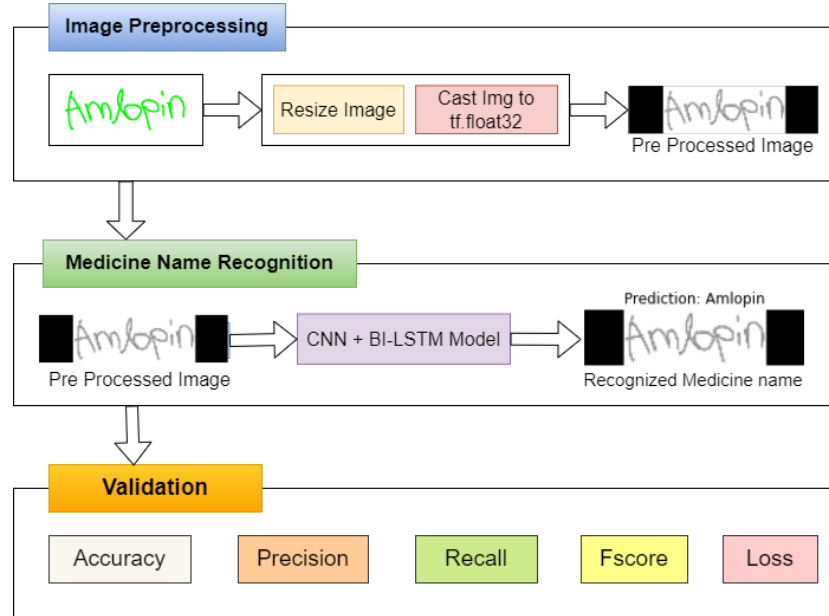 Image Preprocessing
Amlopin
Resize Image
Cast Img to
tf.float32
Amlopin
Pre Processed Image
Medicine Name Recognition
Amlopin
Pre Processed Image
CNN + BI-LSTM Model
Prediction: Amlopin
Amlopin
Recognized Medicine name
Validation
Accuracy
Precision
Recall
Fscore
Loss